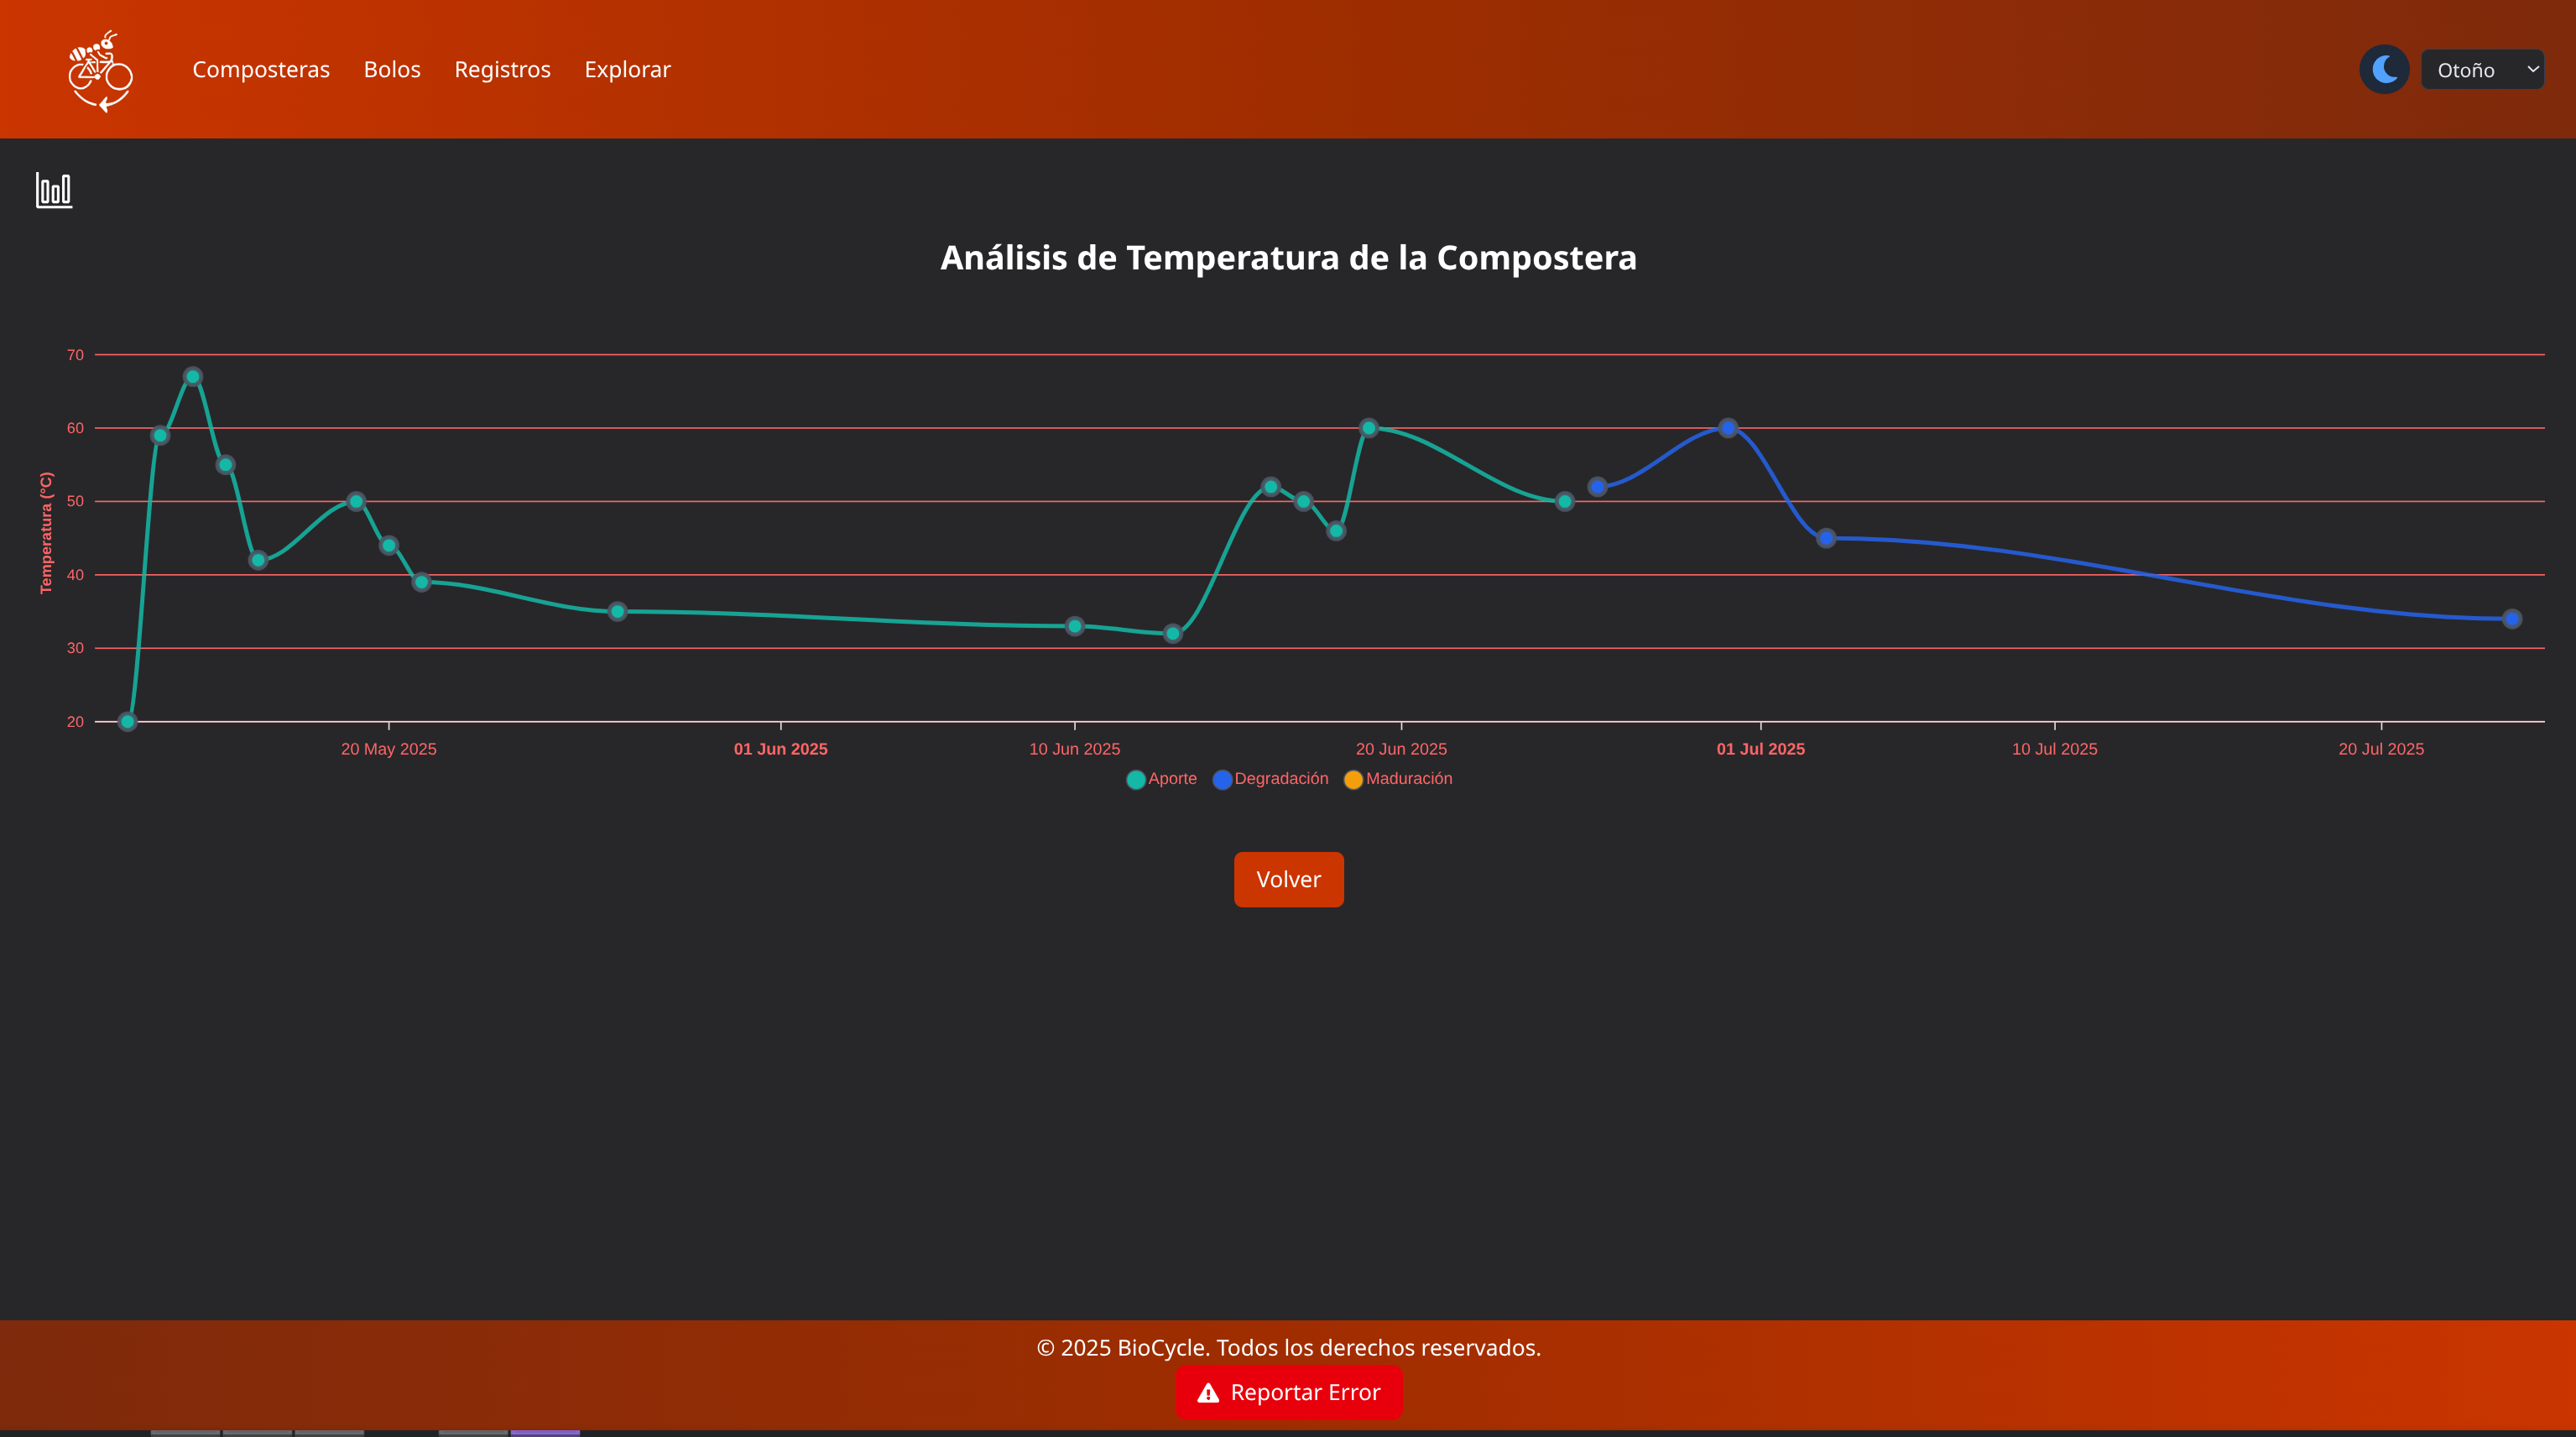 Composteras Bolos Registros Explorar
Otoño
Análisis de Temperatura de la Compostera
70
60
50
40
30
20
Temperatura (°C)
20 May 2025 01 Jun 2025 10 Jun 2025 20 Jun 2025 01 Jul 2025 10 Jul 2025 20 Jul 2025
Aporte Degradación Maduración
Volver
© 2025 BioCycle. Todos los derechos reservados.
Reportar Error